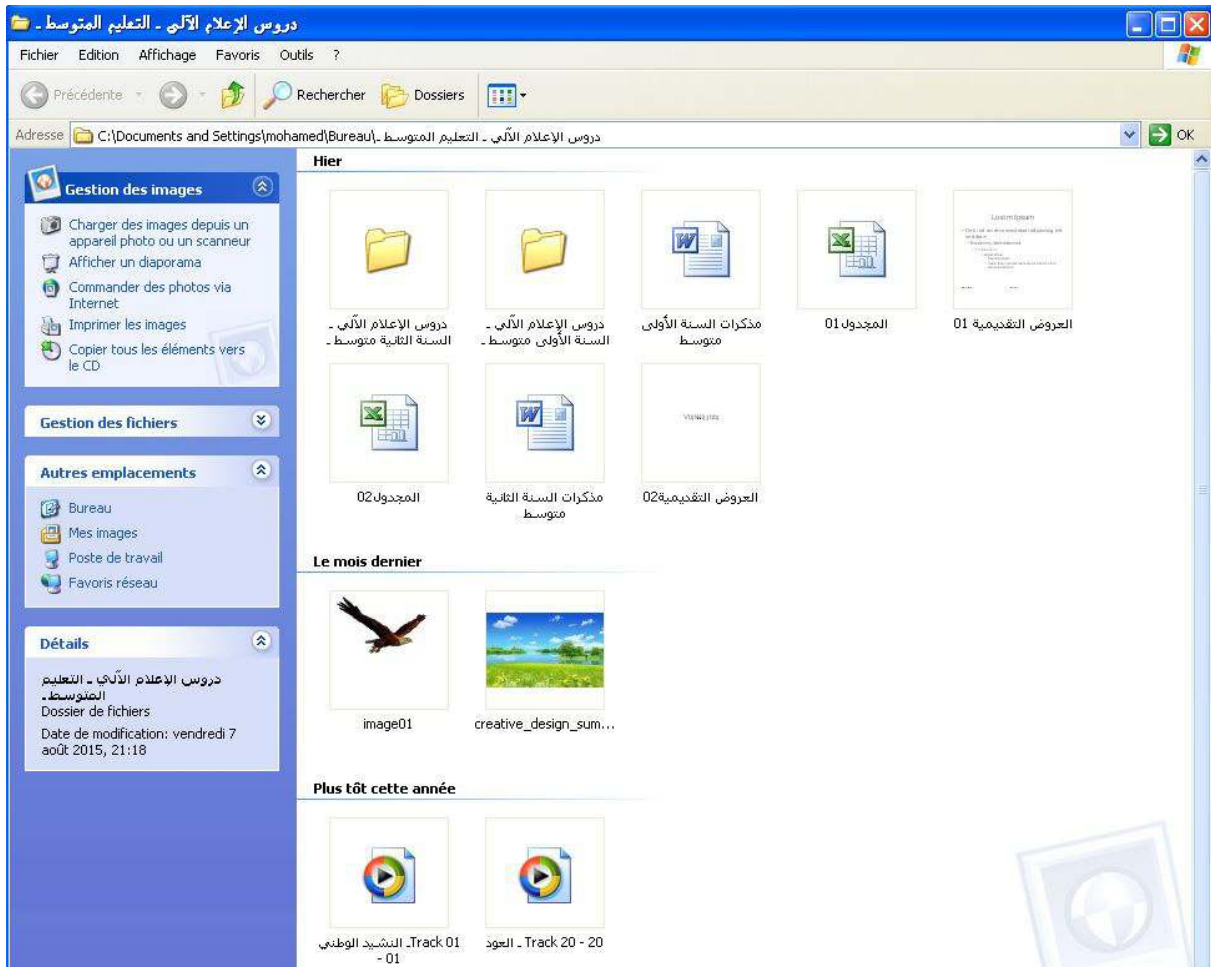 دروس الإعلام الآلي ـ التعليم المتوسط ـ
Fichier Edition Affichage Favoris Outils ?
Précédente Rechercher Dossiers
Adresse C:\Documents and Settings\mohamed\Bureau\دروس الإعلام الآلي ـ التعليم المتوسط ـ OK
Gestion des images
Charger des images depuis un
appareil photo ou un scanneur
Afficher un diaporama
Commander des photos via
Internet
Imprimer les images
Copier tous les éléments vers
le CD
Gestion des fichiers
Autres emplacements
Bureau
Mes images
Poste de travail
Favoris réseau
Détails
دروس الإعلام الآلي ـ التعليم
المتوسط ـ
Dossier de fichiers
Date de modification: vendredi 7
août 2015, 21:18
Hier
دروس الإعلام الآلي ـ
السنة الثانية متوسط ـ
دروس الإعلام الآلي ـ
السنة الأولى متوسط ـ
مذكرات السنة الأولى
متوسط
المجدول 01
العروض التقديمية 01
المجدول02
مذكرات السنة الثانية
متوسط
العروض التقديمية02
Le mois dernier
image01
creative_design_sum...
Plus tôt cette année
Track 01ـ النشيد الوطني
- 01
Track 20 - 20 ـ العود